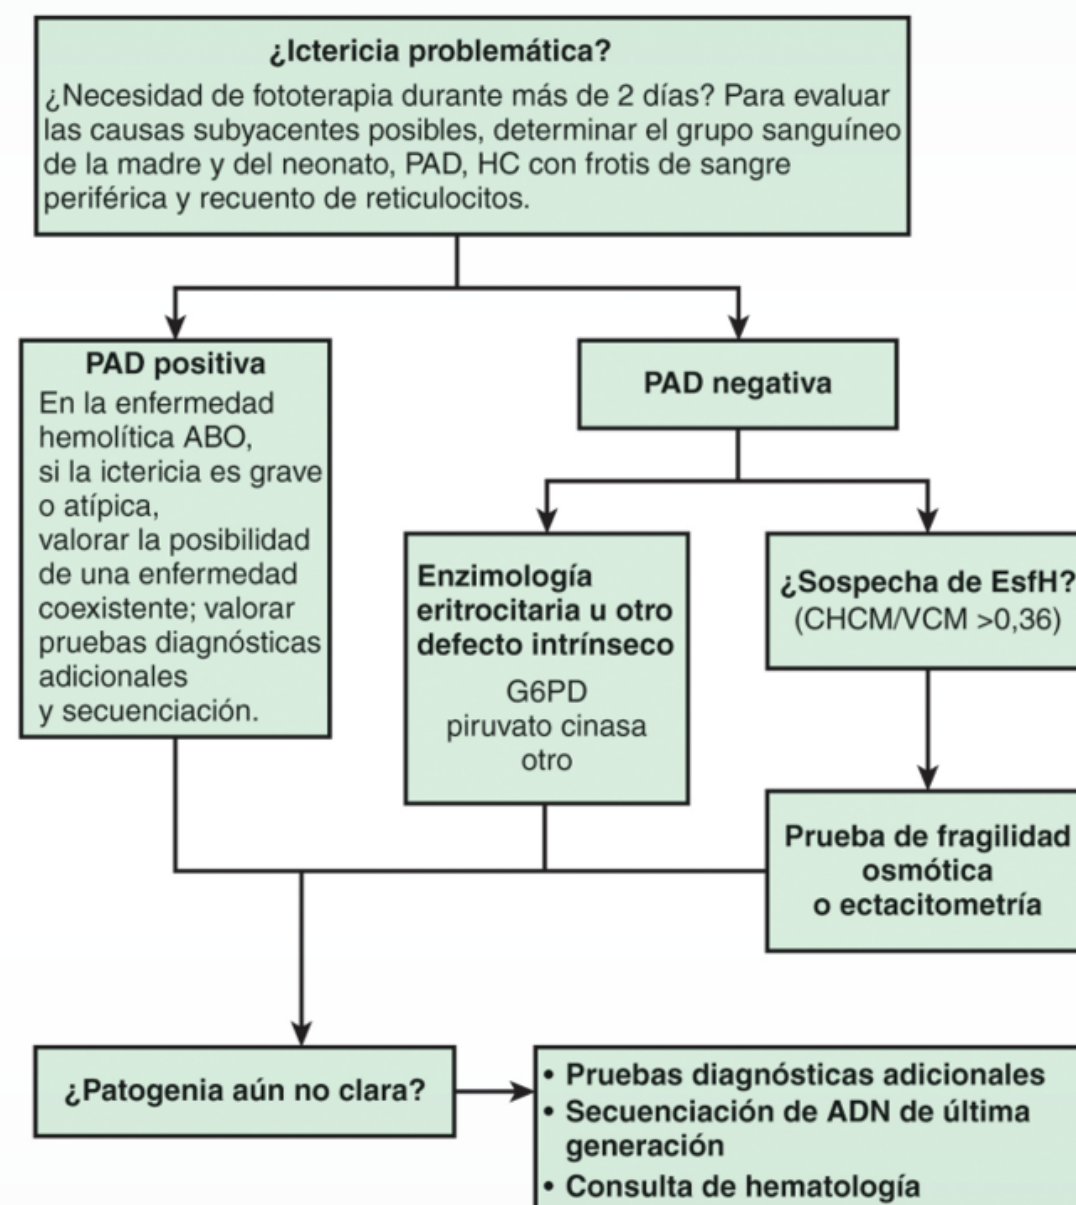 ¿Ictericia problemática?
¿Necesidad de fototerapia durante más de 2 días? Para evaluar
las causas subyacentes posibles, determinar el grupo sanguíneo
de la madre y del neonato, PAD, HC con frotis de sangre
periférica y recuento de reticulocitos.
PAD positiva
En la enfermedad
hemolítica ABO,
si la ictericia es grave
o atípica,
valorar la posibilidad
de una enfermedad
coexistente; valorar
pruebas diagnósticas
adicionales
y secuenciación.
PAD negativa
Enzimología
eritrocitaria u otro
defecto intrínseco
G6PD
piruvato cinasa
otro
¿Sospecha de EsfH?
(CHCM/VCM >0,36)
Prueba de fragilidad
osmótica
o ectacitometría
¿Patogenia aún no clara?
• Pruebas diagnósticas adicionales
• Secuenciación de ADN de última
generación
• Consulta de hematología